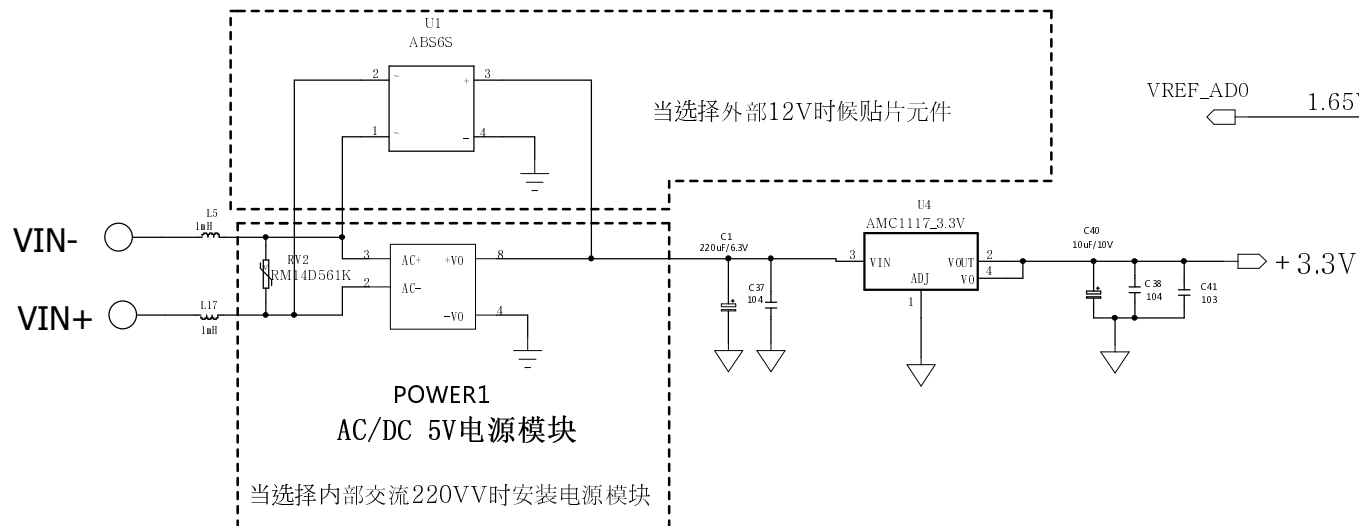 U1
ABS6S
2
~
+
3
1
~
-
4
当选择外部12V时候贴片元件
VREF_AD0
1.65V
L5
1mH
VIN-
RV2
RM14D561K
3
AC+
+VO
8
2
AC-
-VO
4
VIN+
L17
1mH
C1
220uF/6.3V
+
C37
104
U4
AMC1117_3.3V
3
VIN
VOUT
2
VO
4
ADJ
1
C40
10uF/10V
+
C38
104
C41
103
+3.3V
POWER1
AC/DC 5V电源模块
当选择内部交流220VV时安装电源模块